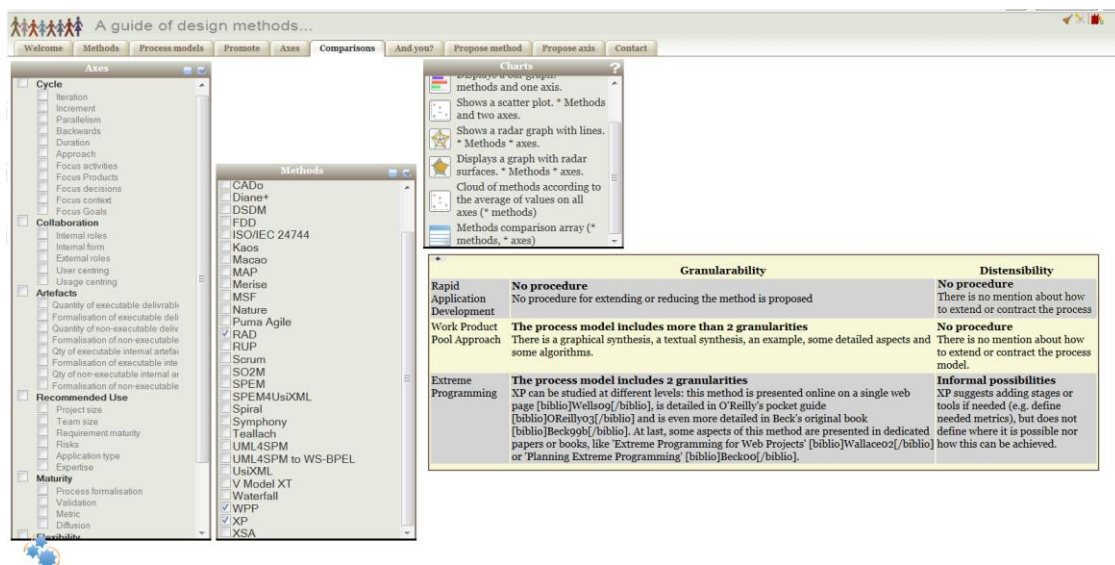 A guide of design methods...
Welcome
Methods
Process models
Promote
Axes
Comparisons
And you?
Propose method
Propose axis
Contact
Axes
Cycle
Iteration
Increment
Parallelism
Backwards
Duration
Approach
Focus activities
Focus Products
Focus decisions
Focus context
Focus Goals
Collaboration
Internal roles
Internal form
External roles
User centring
Usage centring
Artefacts
Quantity of executable delivrable
Formalisation of executable deli
Quantity of non-executable deliv
Formalisation of non-executable
Qty of executable internal artefac
Formalisation of executable inte
Qty of non-executable internal ar
Formalisation of non-executable
Recommended Use
Project size
Team size
Requirement maturity
Risks
Application type
Expertise
Maturity
Process formalisation
Validation
Metric
Diffusion
Flexibility
Methods
CADo
Diane+
DSDM
FDD
ISO/IEC 24744
Kaos
Macao
MAP
Merise
MSF
Nature
Puma Agile
RAD
RUP
Scrum
SO2M
SPEM
SPEM4UsiXML
Spiral
Symphony
Teallach
UML4SPM
UML4SPM to WS-BPEL
UsiXML
V Model XT
Waterfall
WPP
XP
XSA
Charts
?
Displays a bar graph.
methods and one axis.
Shows a scatter plot. * Methods
and two axes.
Shows a radar graph with lines.
* Methods * axes.
Displays a graph with radar
surfaces. * Methods * axes.
Cloud of methods according to
the average of values on all
axes (* methods)
Methods comparison array (*
methods, * axes)
Granularability
Distensibility
Rapid
Application
Development
No procedure
No procedure for extending or reducing the method is proposed
No procedure
There is no mention about how
to extend or contract the process
Work Product
Pool Approach
The process model includes more than 2 granularities
There is a graphical synthesis, a textual synthesis, an example, some detailed aspects and
some algorithms.
No procedure
There is no mention about how
to extend or contract the process
model.
Extreme
Programming
The process model includes 2 granularities
XP can be studied at different levels: this method is presented online on a single web
page [biblio]Wells09[/biblio], is detailed in O'Reilly's pocket guide
[biblio]OReilly03[/biblio] and is even more detailed in Beck's original book
[biblio]Beck99b[/biblio]. At last, some aspects of this method are presented in dedicated
papers or books, like 'Extreme Programming for Web Projects' [biblio]Wallace02[/biblio]
or 'Planning Extreme Programming' [biblio]Beck00[/biblio].
Informal possibilities
XP suggests adding stages or
tools if needed (e.g. define
needed metrics), but does not
define where it is possible nor
how this can be achieved.